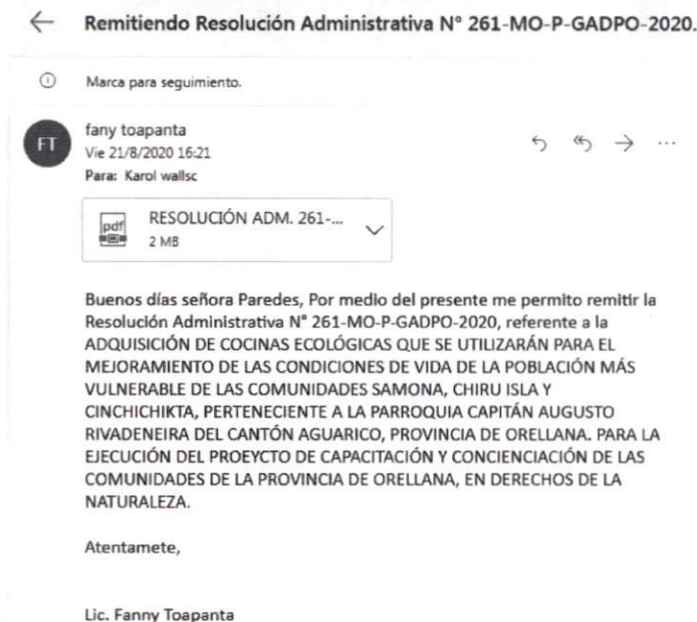 Remitiendo Resolución Administrativa N° 261-MO-P-GADPO-2020.
Marca para seguimiento.
FT
fany toapanta
Vie 21/8/2020 16:21
Para: Karol wallsc
pdf
RESOLUCIÓN ADM. 261-...
2 MB
Buenos días señora Paredes, Por medio del presente me permito remitir la
Resolución Administrativa N° 261-MO-P-GADPO-2020, referente a la
ADQUISICIÓN DE COCINAS ECOLÓGICAS QUE SE UTILIZARÁN PARA EL
MEJORAMIENTO DE LAS CONDICIONES DE VIDA DE LA POBLACIÓN MÁS
VULNERABLE DE LAS COMUNIDADES SAMONA, CHIRU ISLA Y
CINCHICHIKTA, PERTENECIENTE A LA PARROQUIA CAPITÁN AUGUSTO
RIVADENEIRA DEL CANTÓN AGUARICO, PROVINCIA DE ORELLANA. PARA LA
EJECUCIÓN DEL PROEYCTO DE CAPACITACIÓN Y CONCIENCIACIÓN DE LAS
COMUNIDADES DE LA PROVINCIA DE ORELLANA, EN DERECHOS DE LA
NATURALEZA.
Atentamete,
Lic. Fanny Toapanta